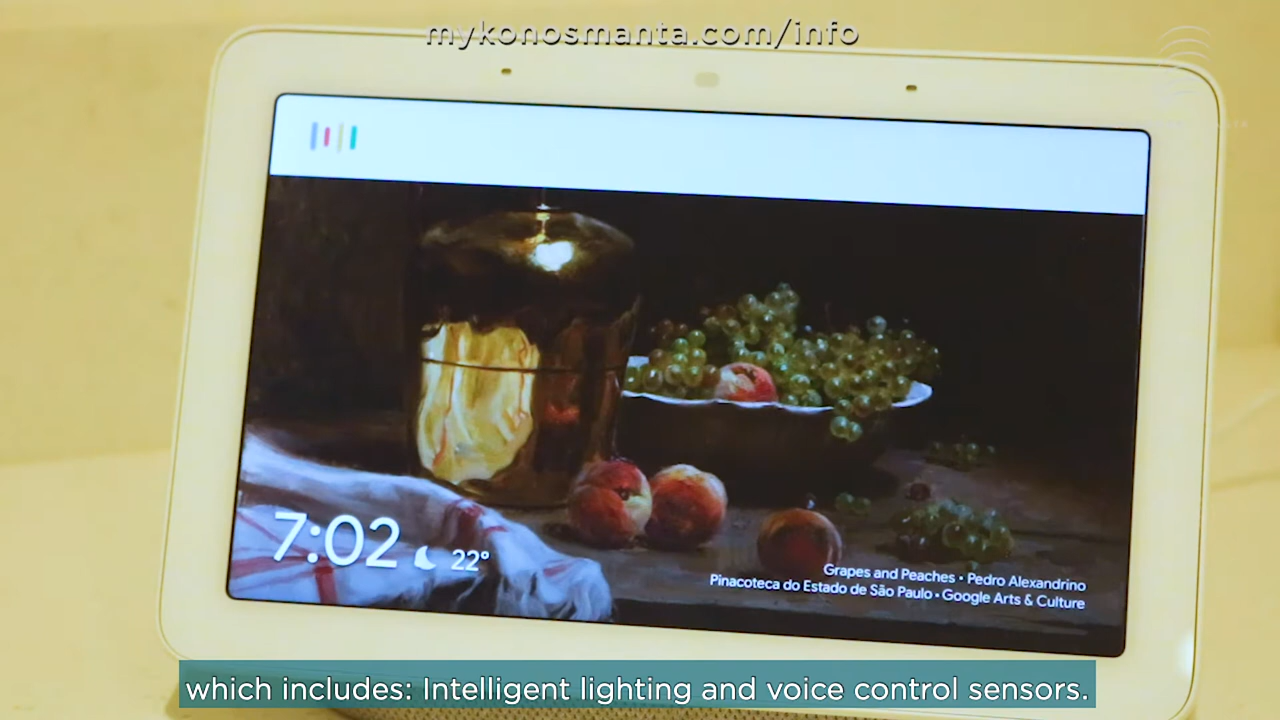 mykonosmanta.com/info
7:02 22°
Grapes and Peaches • Pedro Alexandrino
Pinacoteca do Estado de São Paulo • Google Arts & Culture
which includes: Intelligent lighting and voice control sensors.